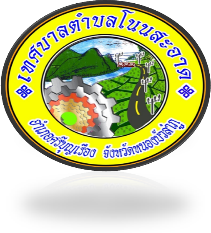 เทศบาลตำบลโนนสะอาด
อำเภอศรีบุญเรือง จังหวัดหนองบัวลำภู